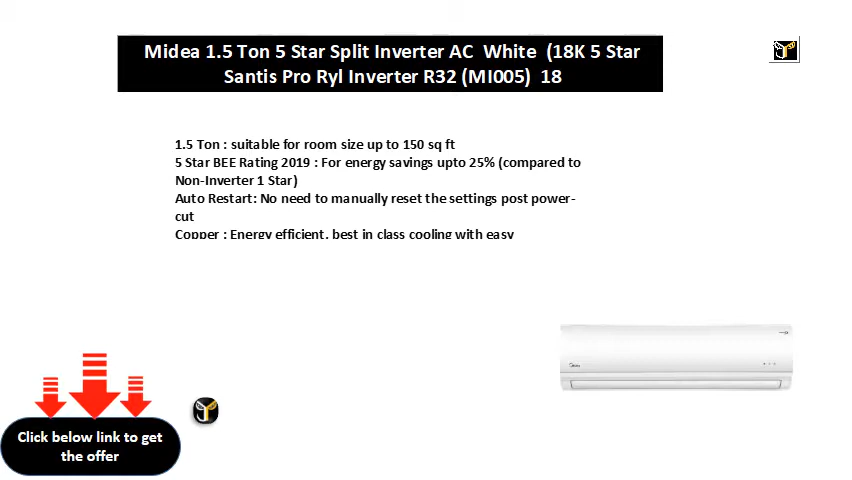 Midea 1.5 Ton 5 Star Split Inverter AC White (18K 5 Star
Santis Pro Ryl Inverter R32 (MI005) 18
1.5 Ton : suitable for room size up to 150 sq ft
5 Star BEE Rating 2019 : For energy savings upto 25% (compared to
Non-Inverter 1 Star)
Auto Restart: No need to manually reset the settings post power-
cut
Copper : Energy efficient, best in class cooling with easy
Midea
Click below link to get
the offer